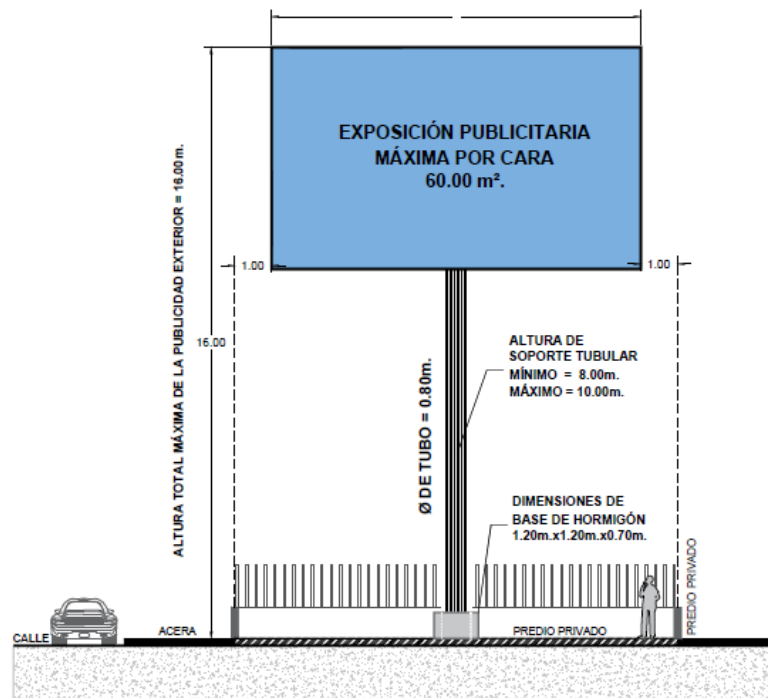 EXPOSICIÓN PUBLICITARIA
MÁXIMA POR CARA
60.00 m².
ALTURA TOTAL MÁXIMA DE LA PUBLICIDAD EXTERIOR = 16.00m.
1.00
1.00
16.00
ALTURA DE
SOPORTE TUBULAR
MÍNIMO = 8.00m.
MÁXIMO = 10.00m.
Ø DE TUBO = 0.80m.
DIMENSIONES DE
BASE DE HORMIGÓN
1.20m.x1.20m.x0.70m.
PREDIO PRIVADO
CALLE
ACERA
PREDIO PRIVADO